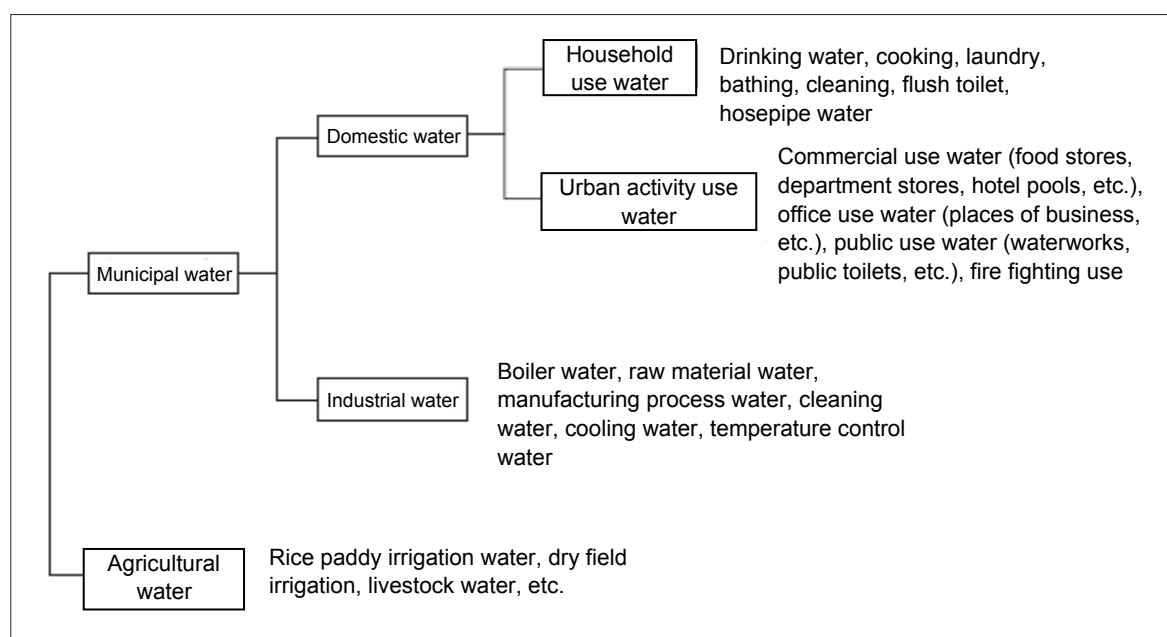 Household
use water
Drinking water, cooking, laundry,
bathing, cleaning, flush toilet,
hosepipe water
Domestic water
Urban activity use
water
Commercial use water (food stores,
department stores, hotel pools, etc.),
office use water (places of business,
etc.), public use water (waterworks,
public toilets, etc.), fire fighting use
Municipal water
Industrial water
Boiler water, raw material water,
manufacturing process water, cleaning
water, cooling water, temperature control
water
Agricultural
water
Rice paddy irrigation water, dry field
irrigation, livestock water, etc.